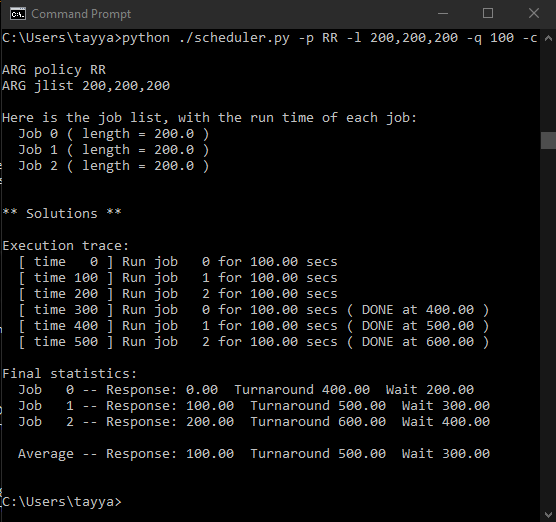 Command Prompt
C:\Users\tayya>python ./scheduler.py -p RR -l 200,200,200 -q 100 -c
ARG policy RR
ARG jlist 200,200,200
Here is the job list, with the run time of each job:
Job 0 ( length = 200.0 )
Job 1 ( length = 200.0 )
Job 2 ( length = 200.0 )
** Solutions **
Execution trace:
[ time   0 ] Run job   0 for 100.00 secs
[ time 100 ] Run job   1 for 100.00 secs
[ time 200 ] Run job   2 for 100.00 secs
[ time 300 ] Run job   0 for 100.00 secs ( DONE at 400.00 )
[ time 400 ] Run job   1 for 100.00 secs ( DONE at 500.00 )
[ time 500 ] Run job   2 for 100.00 secs ( DONE at 600.00 )
Final statistics:
Job   0 -- Response: 0.00  Turnaround 400.00  Wait 200.00
Job   1 -- Response: 100.00  Turnaround 500.00  Wait 300.00
Job   2 -- Response: 200.00  Turnaround 600.00  Wait 400.00
Average -- Response: 100.00  Turnaround 500.00  Wait 300.00
C:\Users\tayya>